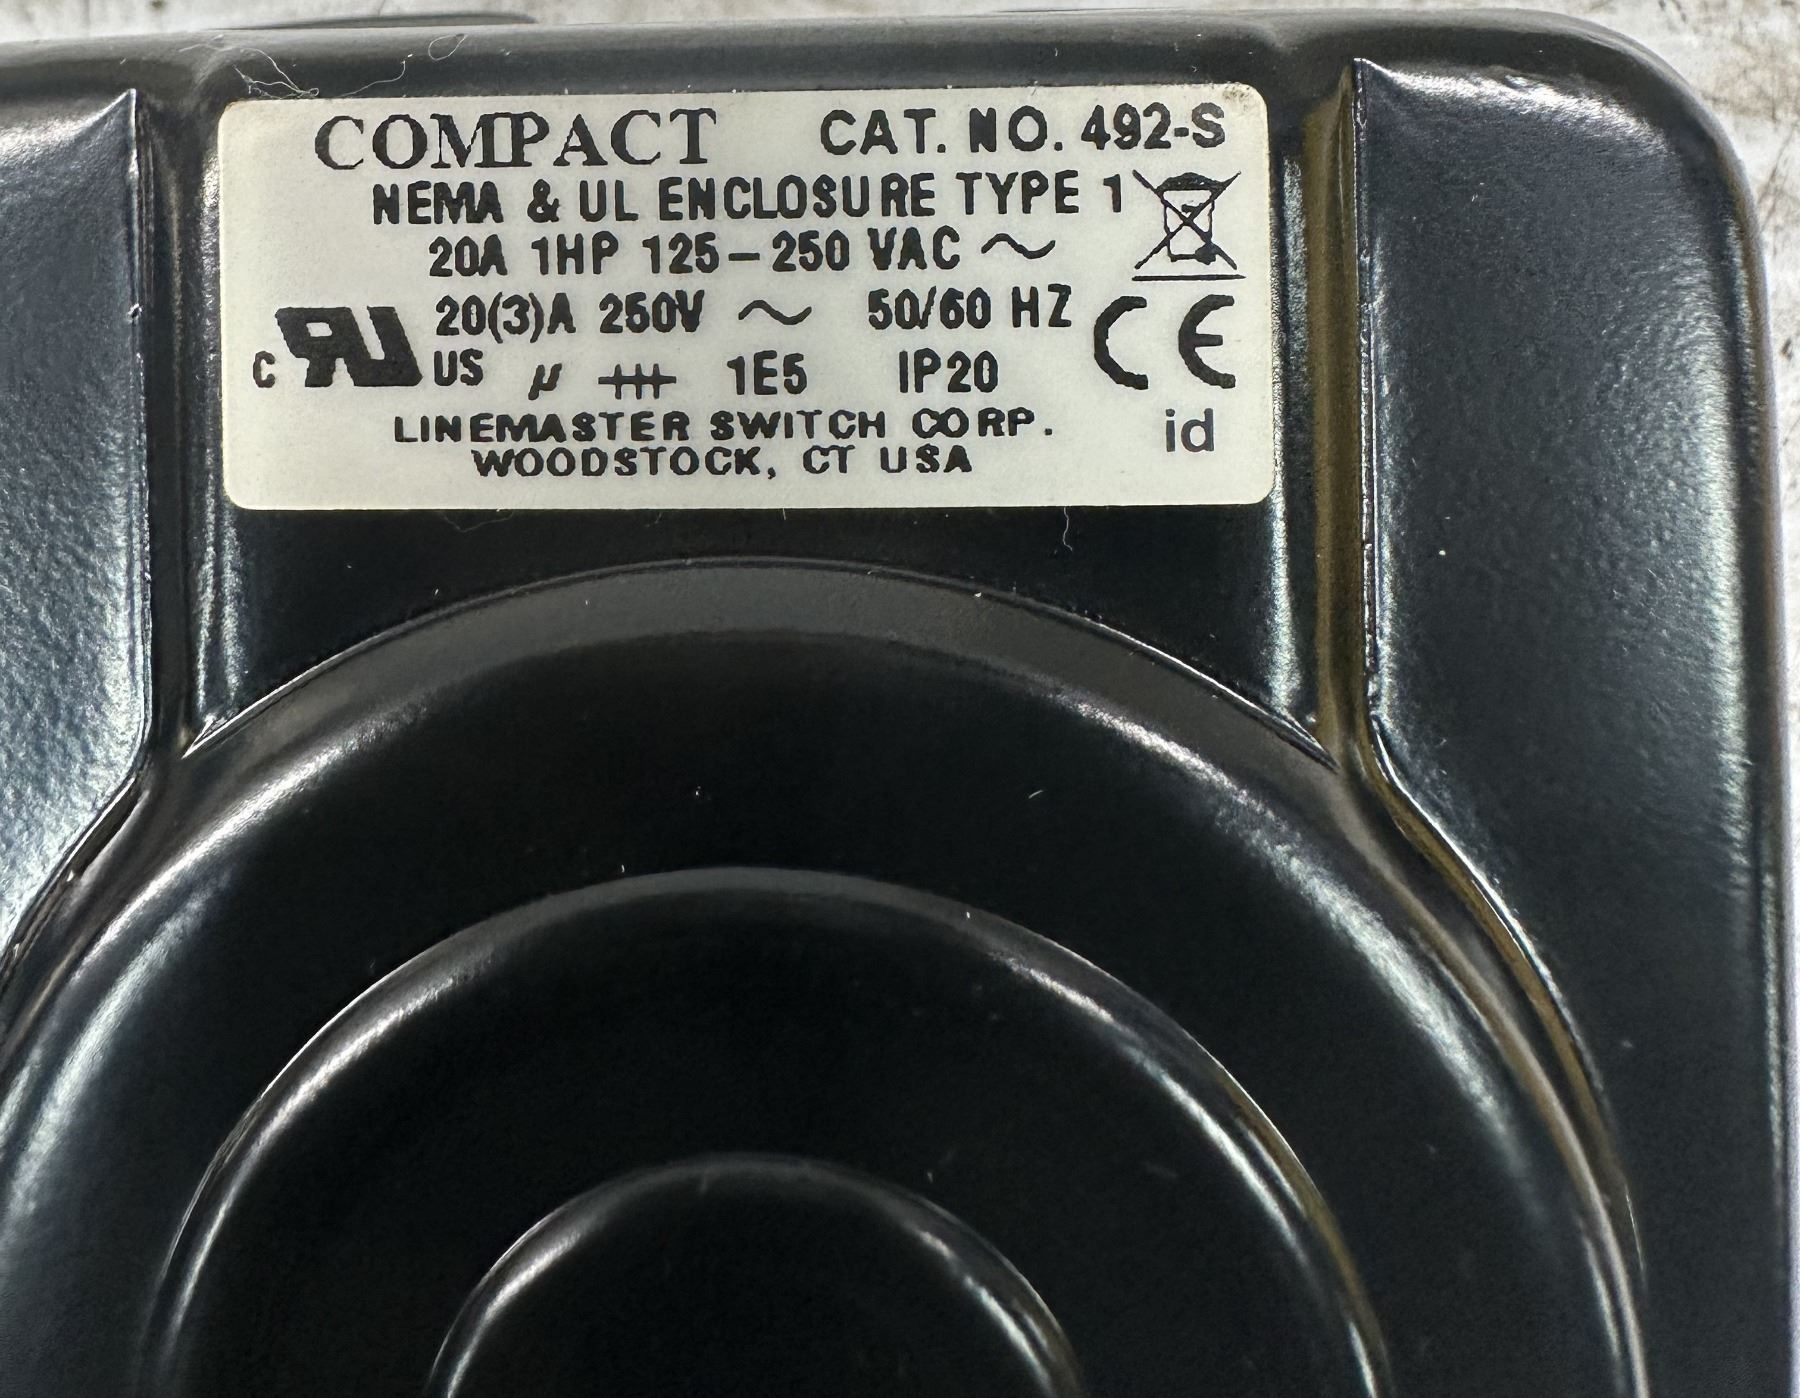 COMPACT CAT. NO. 492-S
NEMA & UL ENCLOSURE TYPE 1
20A 1HP 125-250 VAC ~
20(3)A 250V ~ 50/60 HZ
c RU US µ 1E5 IP20 CE
LINEMASTER SWITCH CORP. id
WOODSTOCK, CT USA